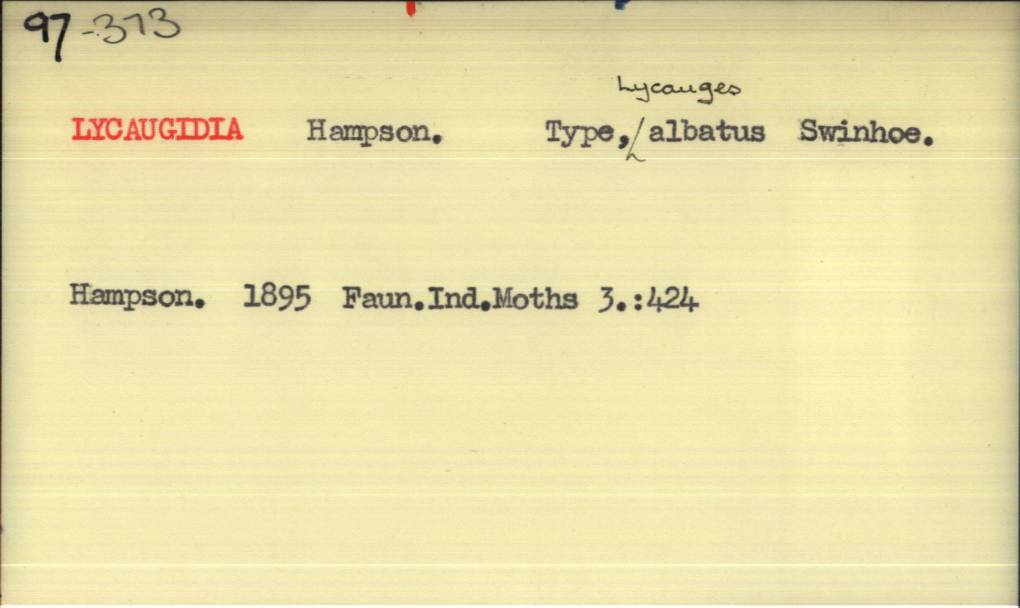 97-373
Lycauges
LYCAUGIDIA Hampson. Type, albatus Swinhoe.
Hampson. 1895 Faun.Ind.Moths 3.:424